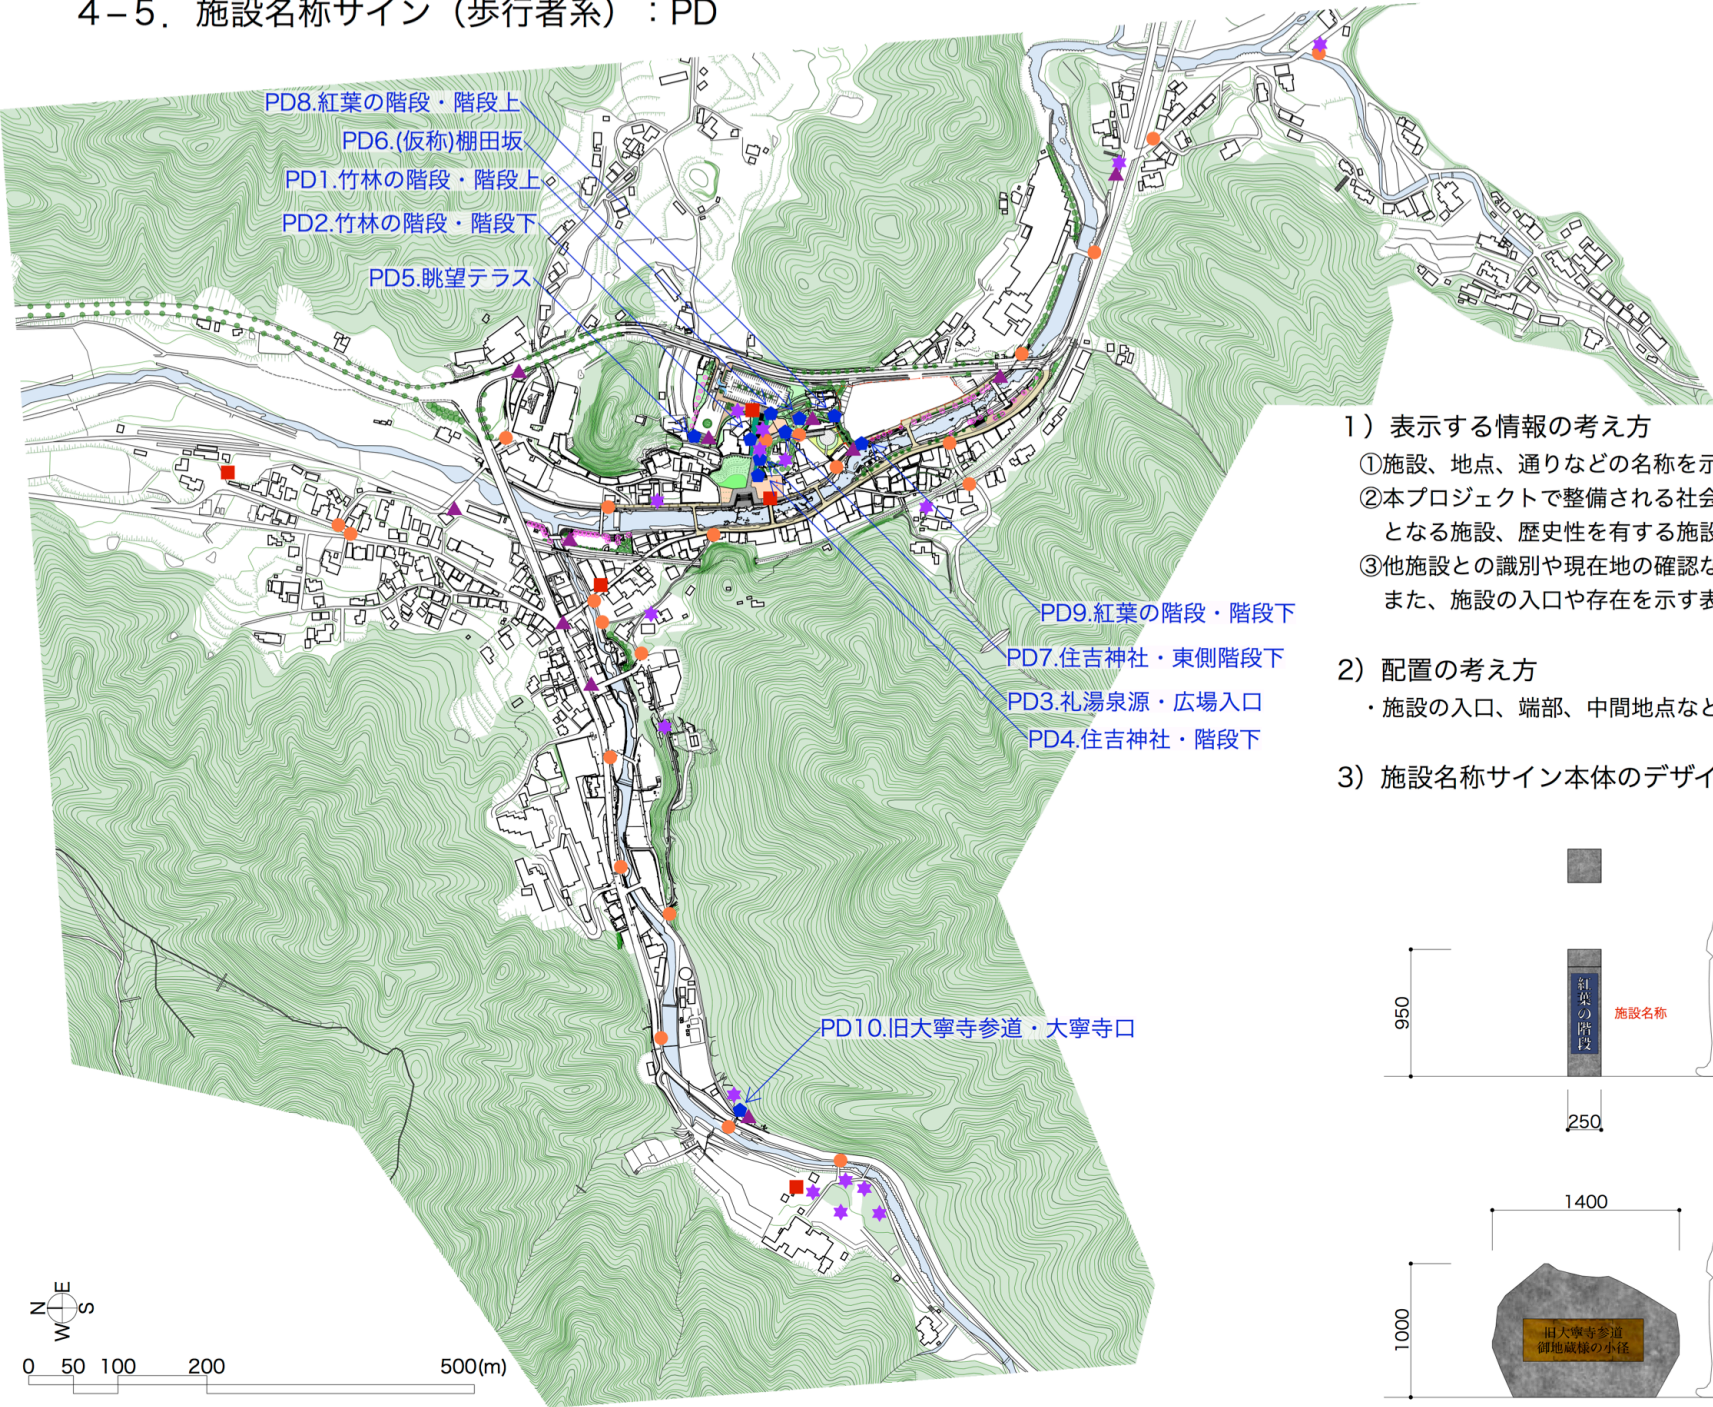 4−5．施設名称サイン（歩行者系）：PD
PD8.紅葉の階段・階段上
PD6.(仮称)棚田坂
PD1.竹林の階段・階段上
PD2.竹林の階段・階段下
PD5.眺望テラス
PD9.紅葉の階段・階段下
PD7.住吉神社・東側階段下
PD3.礼湯泉源・広場入口
PD4.住吉神社・階段下
PD10.旧大寧寺参道・大寧寺口
1）表示する情報の考え方
①施設、地点、通りなどの名称を示
②本プロジェクトで整備される社会
となる施設、歴史性を有する施設
③他施設との識別や現在地の確認な
また、施設の入口や存在を示す表
2）配置の考え方
・施設の入口、端部、中間地点など
3）施設名称サイン本体のデザイ
950
紅葉の階段
施設名称
250
1400
1000
旧大寧寺参道
御地蔵様の小径
N
E
S
W
0 50 100 200 500(m)